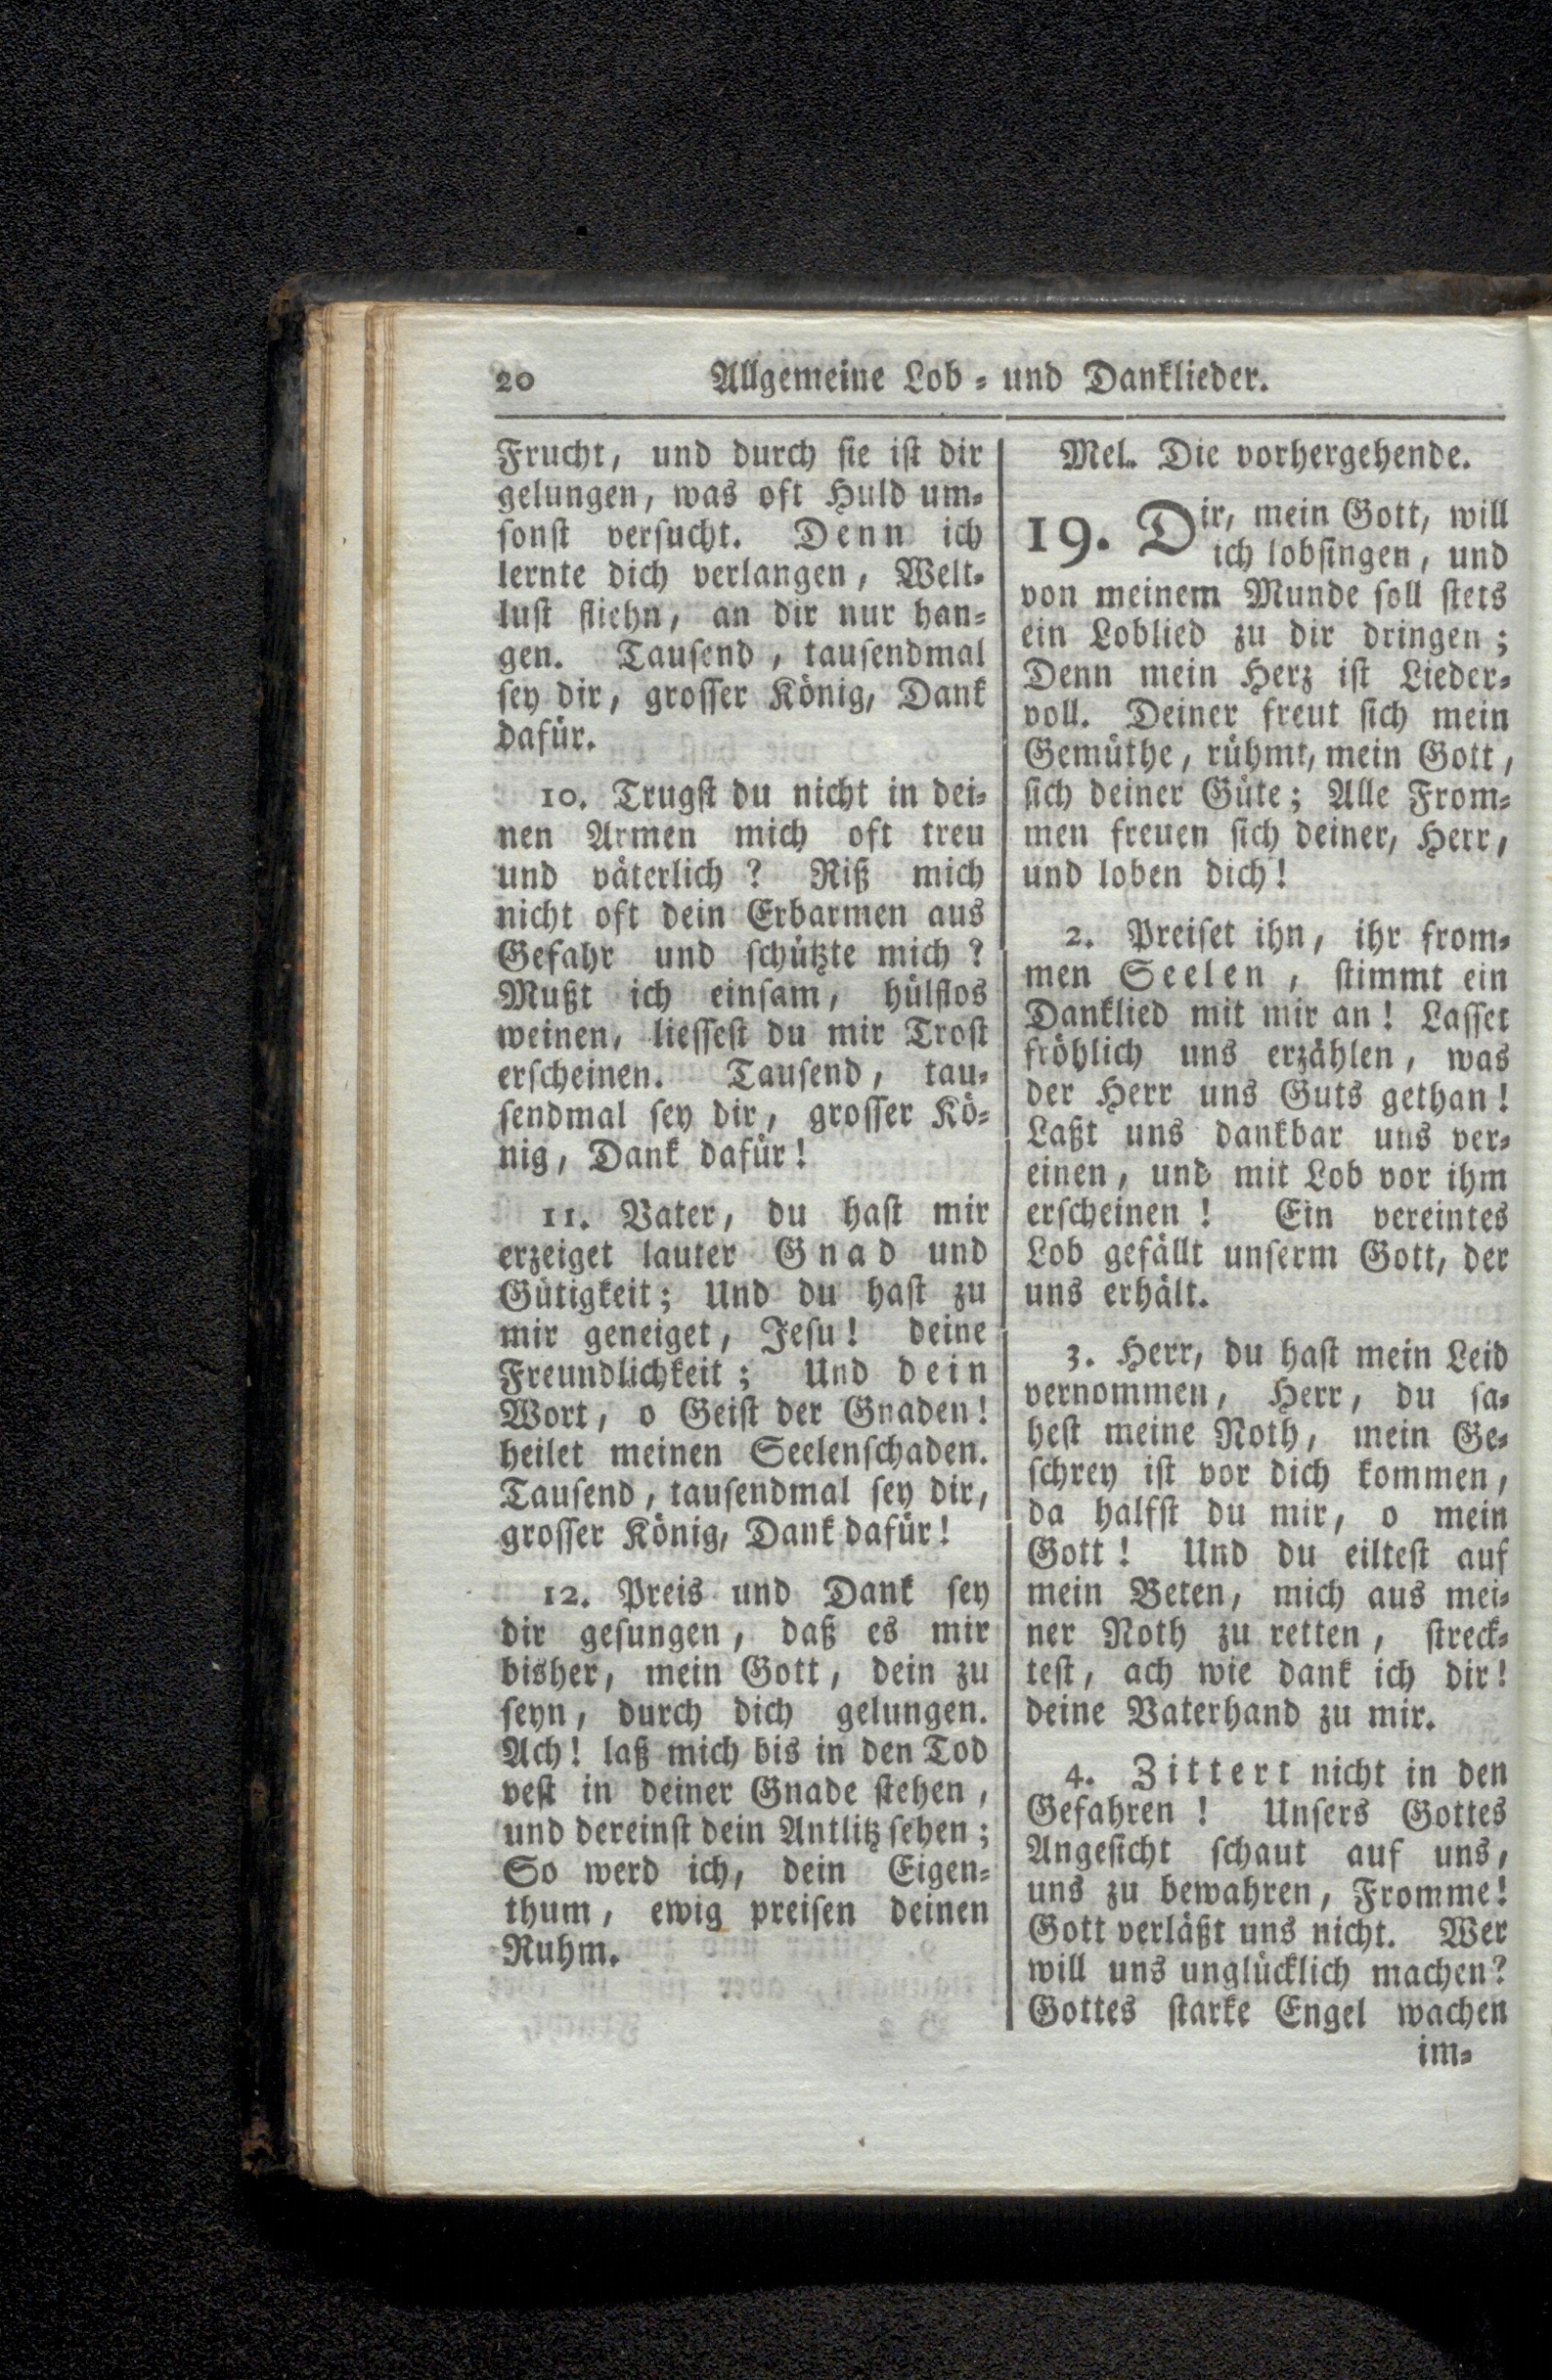 20 Allgemeine Lob- und Danklieder.
Frucht, und durch sie ist dir
gelungen, was oft Huld um-
sonst versucht. Denn ich
lernte dich verlangen, Welt-
lust fliehn, an dir nur han-
gen. Tausend, tausendmal
sey dir, grosser König, Dank
dafür.
10. Trugst du nicht in dei-
nen Armen mich oft treu
und väterlich? Riß mich
nicht oft dein Erbarmen aus
Gefahr und schützte mich?
Mußt ich einsam, hülflos
weinen, liessest du mir Trost
erscheinen. Tausend, tau-
sendmal sey dir, grosser Kö-
nig, Dank dafür!
11. Vater, du hast mir
erzeiget lauter Gnad und
Gütigkeit; Und du hast zu
mir geneiget, Jesu! deine
Freundlichkeit; Und dein
Wort, o Geist der Gnaden!
heilet meinen Seelenschaden.
Tausend, tausendmal sey dir,
grosser König, Dank dafür!
12. Preis und Dank sey
dir gesungen, daß es mir
bisher, mein Gott, dein zu
seyn, durch dich gelungen.
Ach! laß mich bis in den Tod
vest in deiner Gnade stehen,
und dereinst dein Antlitz sehen;
So werd ich, dein Eigen-
thum, ewig preisen deinen
Ruhm.
Mel. Die vorhergehende.
19. Dir, mein Gott, will
ich lobsingen, und
von meinem Munde soll stets
ein Loblied zu dir dringen;
Denn mein Herz ist Lieder-
voll. Deiner freut sich mein
Gemüthe, rühmt, mein Gott,
sich deiner Güte; Alle From-
men freuen sich deiner, Herr,
und loben dich!
2. Preiset ihn, ihr from-
men Seelen, stimmt ein
Danklied mit mir an! Lasset
fröhlich uns erzählen, was
der Herr uns Guts gethan!
Laßt uns dankbar uns ver-
einen, und mit Lob vor ihm
erscheinen! Ein vereintes
Lob gefällt unserm Gott, der
uns erhält.
3. Herr, du hast mein Leid
vernommen, Herr, du sa-
hest meine Noth, mein Ge-
schrey ist vor dich kommen,
da halfst du mir, o mein
Gott! Und du eiltest auf
mein Beten, mich aus mei-
ner Noth zu retten, streck-
test, ach wie dank ich dir!
deine Vaterhand zu mir.
4. Zittert nicht in den
Gefahren! Unsers Gottes
Angesicht schaut auf uns,
uns zu bewahren, Fromme!
Gott verläßt uns nicht. Wer
will uns unglücklich machen?
Gottes starke Engel wachen
im-